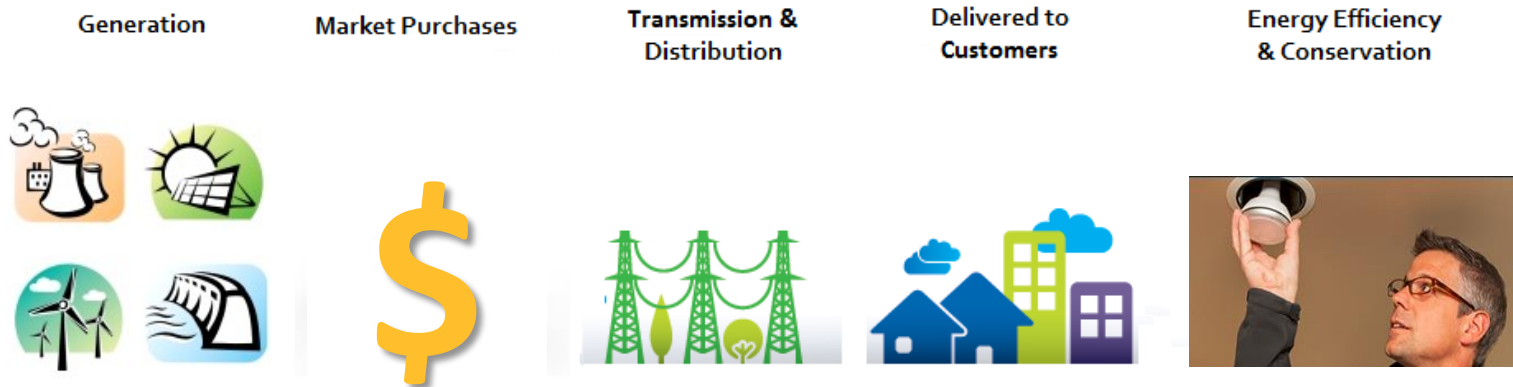 Generation
Market Purchases
Transmission &
Distribution
Delivered to
Customers
Energy Efficiency
& Conservation
$